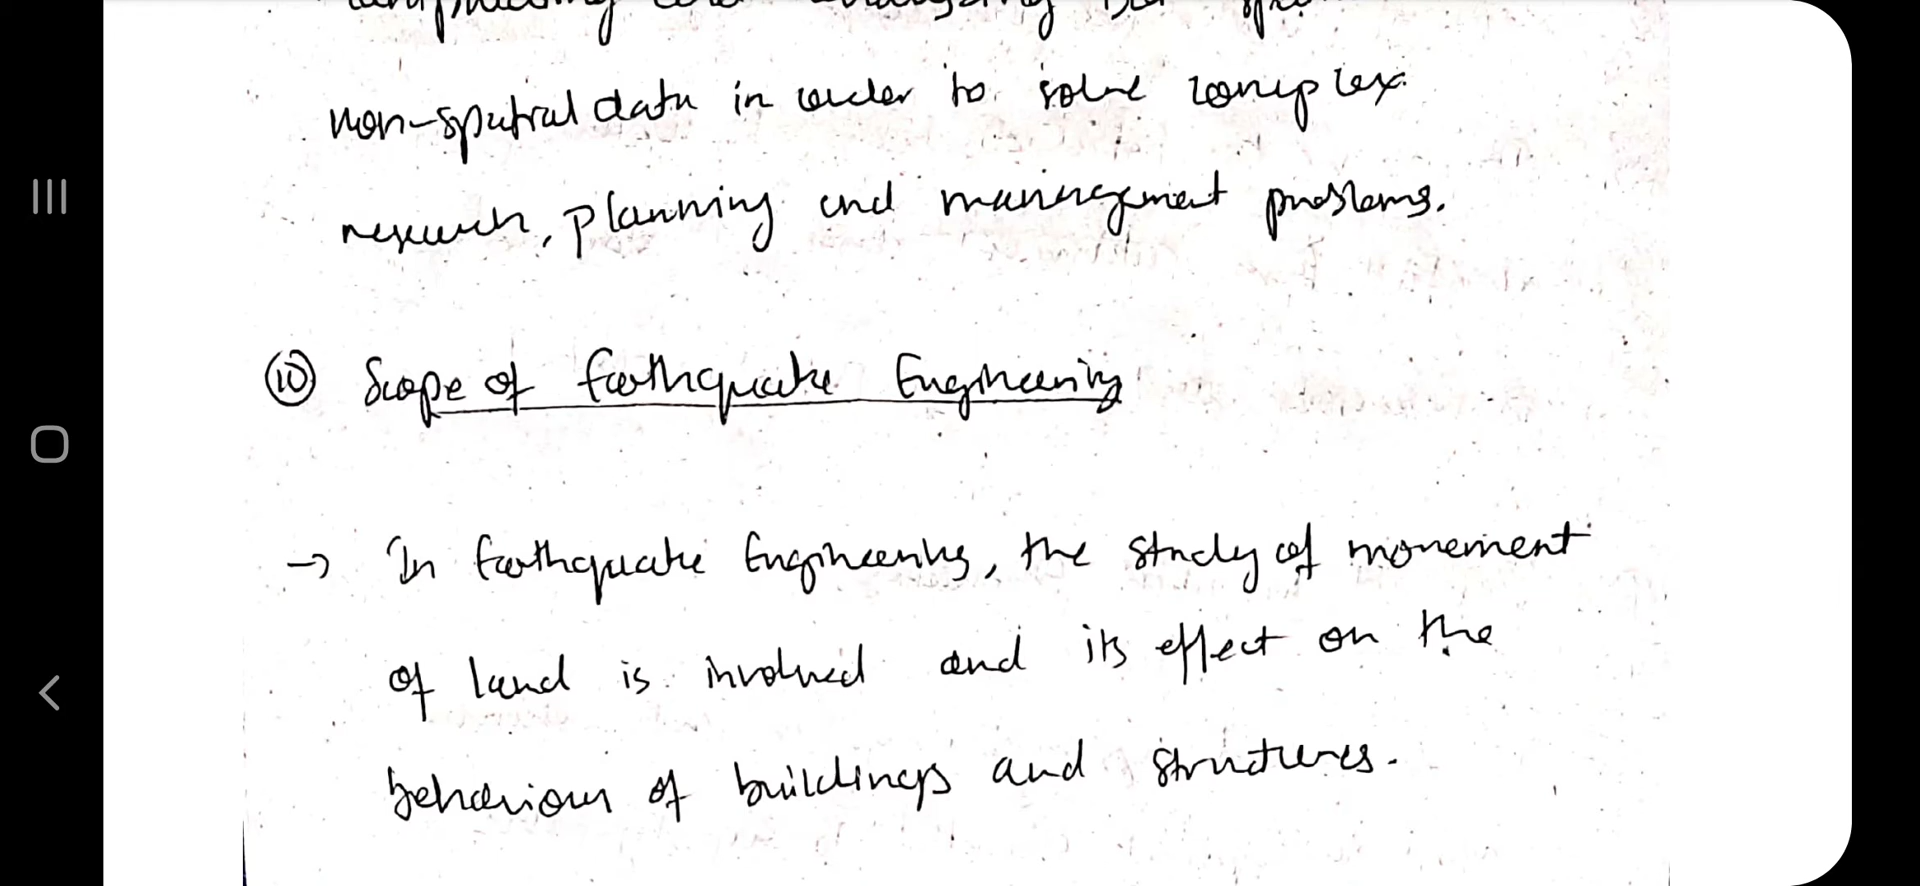 non-spatial data in order to solve complex
research, planning and management problems.
⑩ Scope of Earthquake Engineering
→ In Earthquake Engineering, the study of movement
of land is involved and its effect on the
behaviour of buildings and structures.